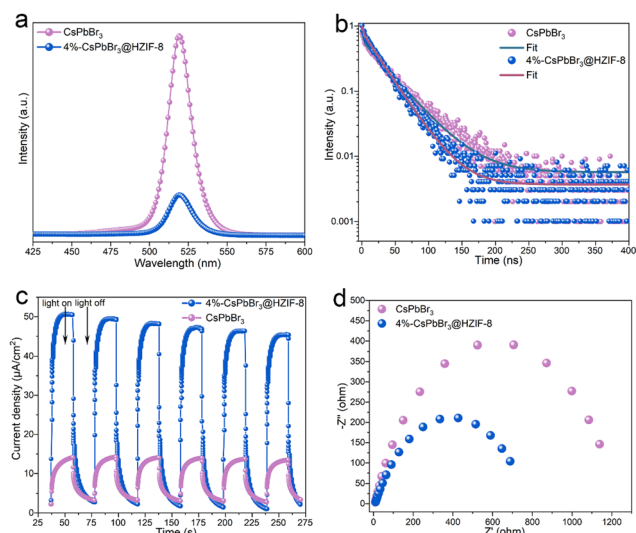 a
CsPbBr3
4%-CsPbBr3@HZIF-8
Intensity (a.u.)
425 450 475 500 525 550 575 600
Wavelength (nm)
b
CsPbBr3
Fit
4%-CsPbBr3@HZIF-8
Fit
Intensity (a.u.)
1
0.1
0.01
0.001
0 50 100 150 200 250 300 350 400
Time (ns)
c
light on light off
4%-CsPbBr3@HZIF-8
CsPbBr3
Current density (μA/cm2)
50
40
30
20
10
0
25 50 75 100 125 150 175 200 225 250 275
Time (s)
d
CsPbBr3
4%-CsPbBr3@HZIF-8
-Z" (ohm)
500
450
400
350
300
250
200
150
100
50
0
0 200 400 600 800 1000 1200
Z' (ohm)